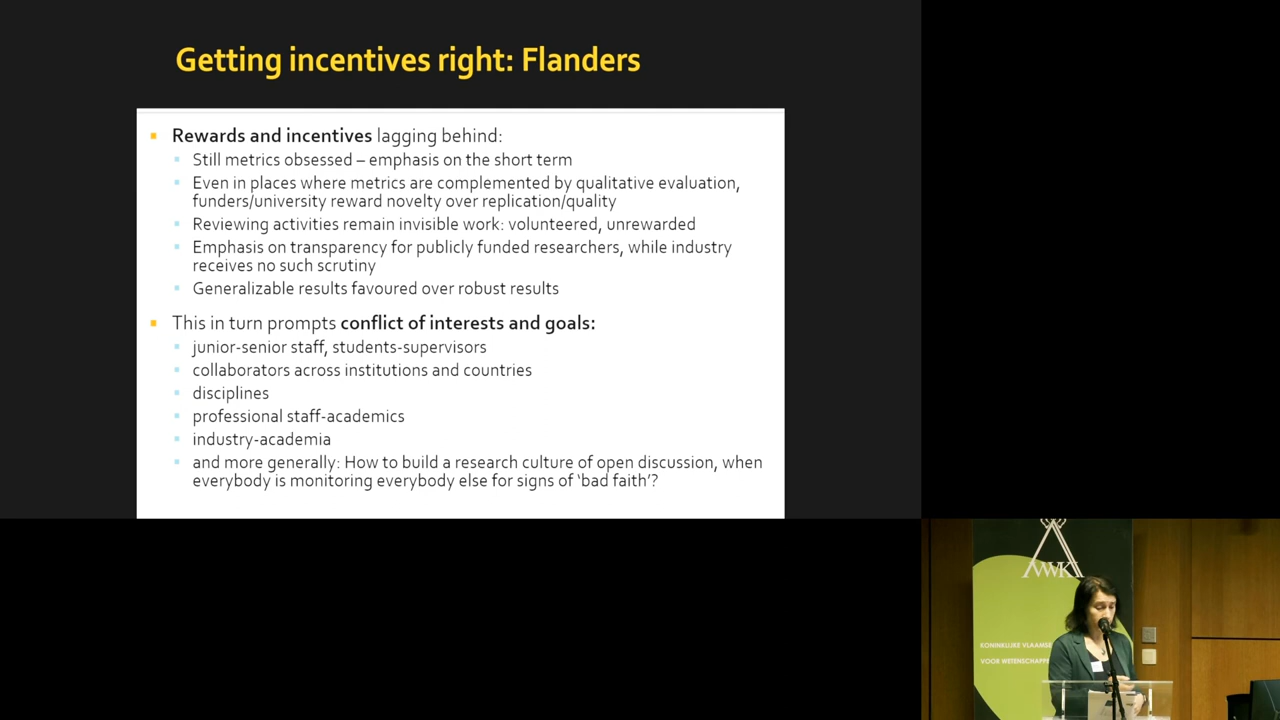 Getting incentives right: Flanders
Rewards and incentives lagging behind:
Still metrics obsessed – emphasis on the short term
Even in places where metrics are complemented by qualitative evaluation,
funders/university reward novelty over replication/quality
Reviewing activities remain invisible work: volunteered, unrewarded
Emphasis on transparency for publicly funded researchers, while industry
receives no such scrutiny
Generalizable results favoured over robust results
This in turn prompts conflict of interests and goals:
junior-senior staff, students-supervisors
collaborators across institutions and countries
disciplines
professional staff-academics
industry-academia
and more generally: How to build a research culture of open discussion, when
everybody is monitoring everybody else for signs of ‘bad faith’?
KONINKLIJKE
VOOR